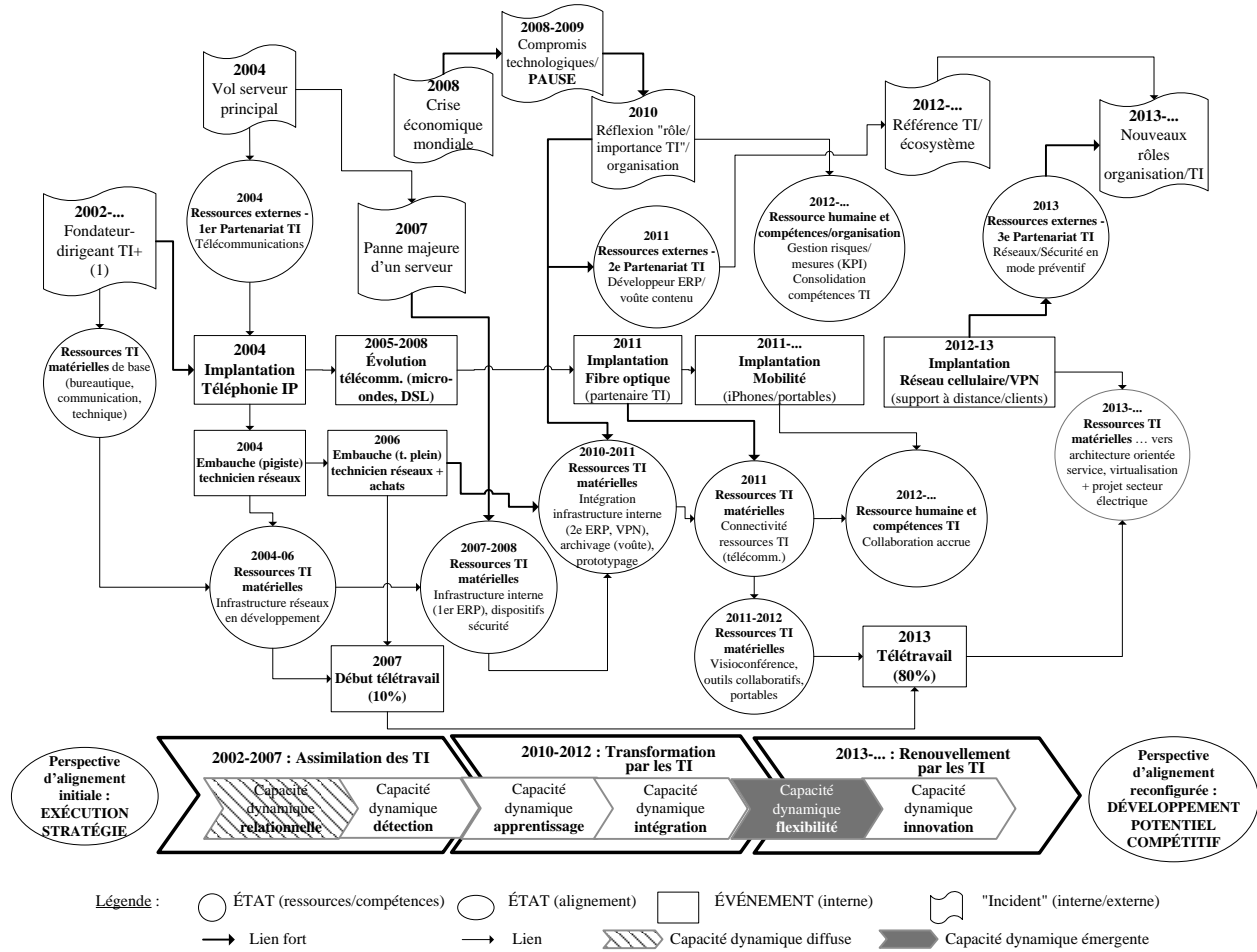 2004
Vol serveur
principal
2008
Crise
économique
mondiale
2008-2009
Compromis
technologiques/
PAUSE
2010
Réflexion "rôle/
importance TI"/
organisation
2012-...
Référence TI/
écosystème
2013-...
Nouveaux
rôles
organisation/TI
2002-...
Fondateur-
dirigeant TI+
(1)
2004
Ressources externes -
1er Partenariat TI
Télécommunications
2007
Panne majeure
d’un serveur
2011
Ressources externes -
2e Partenariat TI
Développeur ERP/
voûte contenu
2012-...
Ressource humaine et
compétences/organisation
Gestion risques/
mesures (KPI)
Consolidation
compétences TI
2013
Ressources externes -
3e Partenariat TI
Réseaux/Sécurité en
mode préventif
Ressources TI
matérielles de base
(bureautique,
communication,
technique)
2004
Implantation
Téléphonie IP
2005-2008
Évolution
télécomm. (micro-
ondes, DSL)
2011
Implantation
Fibre optique
(partenaire TI)
2011-...
Implantation
Mobilité
(iPhones/portables)
2012-13
Implantation
Réseau cellulaire/VPN
(support à distance/clients)
2013-...
Ressources TI
matérielles … vers
architecture orientée
service, virtualisation
+ projet secteur
électrique
2004
Embauche (pigiste)
technicien réseaux
2006
Embauche (t. plein)
technicien réseaux +
achats
2010-2011
Ressources TI
matérielles
Intégration
infrastructure interne
(2e ERP, VPN),
archivage (voûte),
prototypage
2011
Ressources TI
matérielles
Connectivité
ressources TI
(télécomm.)
2012-...
Ressource humaine et
compétences TI
Collaboration accrue
2004-06
Ressources TI
matérielles
Infrastructure réseaux
en développement
2007-2008
Ressources TI
matérielles
Infrastructure interne
(1er ERP), dispositifs
sécurité
2011-2012
Ressources TI
matérielles
Visioconférence,
outils collaboratifs,
portables
2007
Début télétravail
(10%)
2013
Télétravail
(80%)
Perspective
d’alignement
initiale :
EXÉCUTION
STRATÉGIE
2002-2007 : Assimilation des TI
Capacité
dynamique
relationnelle
Capacité
dynamique
détection
2010-2012 : Transformation
par les TI
Capacité
dynamique
apprentissage
Capacité
dynamique
intégration
2013-... : Renouvellement
par les TI
Capacité
dynamique
flexibilité
Capacité
dynamique
innovation
Perspective
d’alignement
reconfigurée :
DÉVELOPPEMENT
POTENTIEL
COMPÉTITIF
Légende :
ÉTAT (ressources/compétences)
ÉTAT (alignement)
ÉVÉNEMENT (interne)
"Incident" (interne/externe)
Lien fort
Lien
Capacité dynamique diffuse
Capacité dynamique émergente